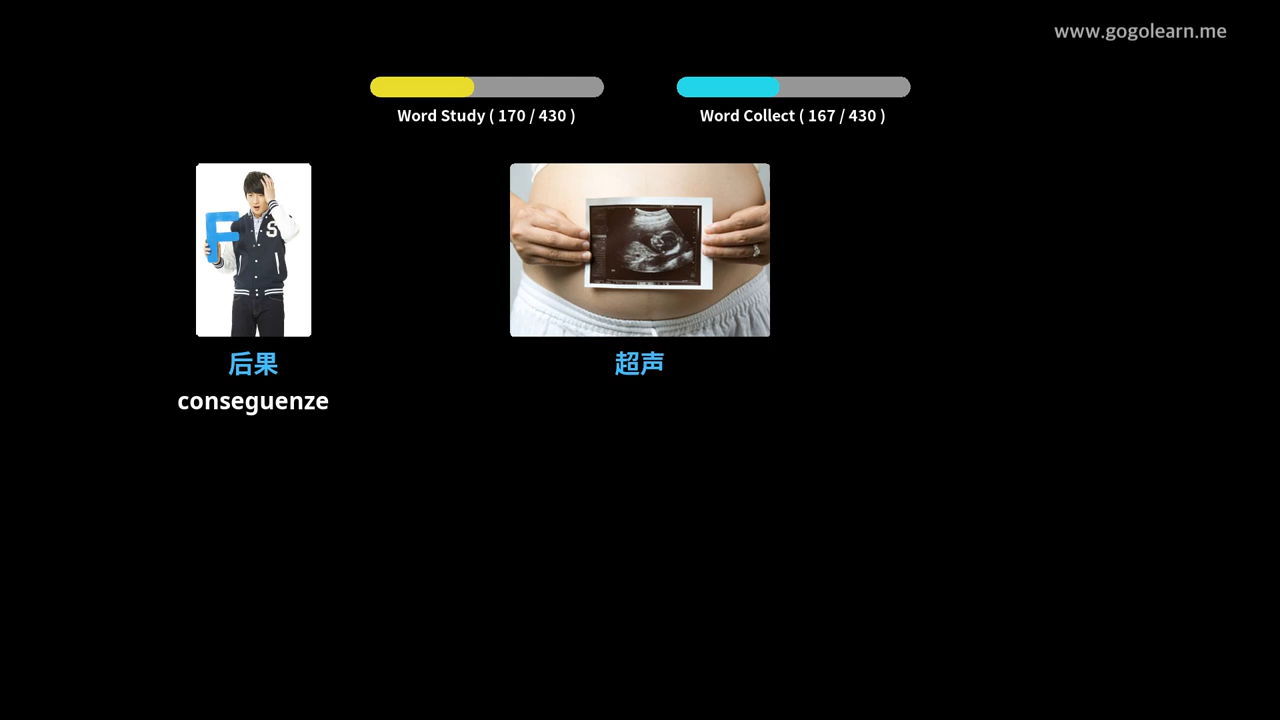 www.gogolearn.me
Word Study ( 170 / 430 )
Word Collect ( 167 / 430 )
F
S
后果
超声
conseguenze